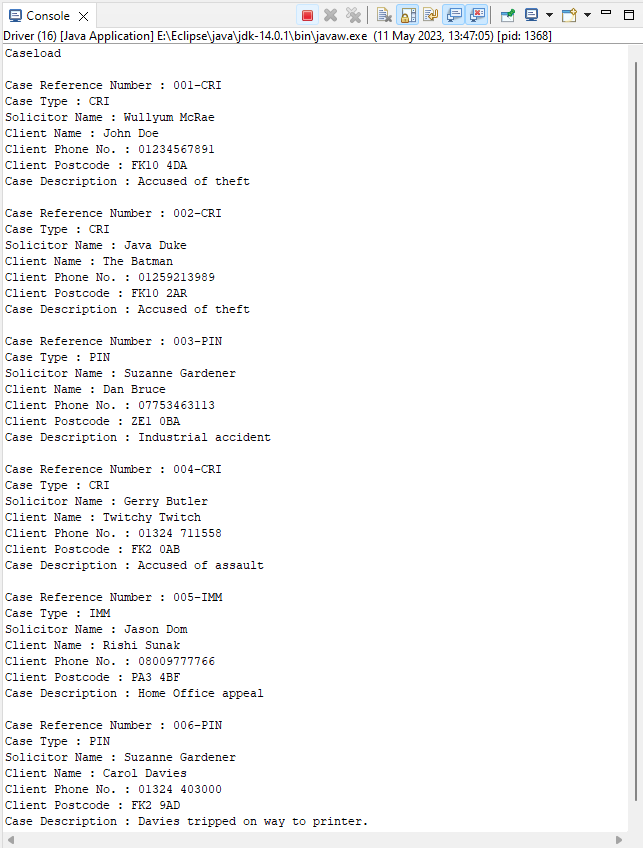 Console
Driver (16) [Java Application] E:\Eclipse\java\jdk-14.0.1\bin\javaw.exe (11 May 2023, 13:47:05) [pid: 1368]
Caseload
Case Reference Number : 001-CRI
Case Type : CRI
Solicitor Name : Wullyum McRae
Client Name : John Doe
Client Phone No. : 01234567891
Client Postcode : FK10 4DA
Case Description : Accused of theft
Case Reference Number : 002-CRI
Case Type : CRI
Solicitor Name : Java Duke
Client Name : The Batman
Client Phone No. : 01259213989
Client Postcode : FK10 2AR
Case Description : Accused of theft
Case Reference Number : 003-PIN
Case Type : PIN
Solicitor Name : Suzanne Gardener
Client Name : Dan Bruce
Client Phone No. : 07753463113
Client Postcode : ZE1 0BA
Case Description : Industrial accident
Case Reference Number : 004-CRI
Case Type : CRI
Solicitor Name : Gerry Butler
Client Name : Twitchy Twitch
Client Phone No. : 01324 711558
Client Postcode : FK2 0AB
Case Description : Accused of assault
Case Reference Number : 005-IMM
Case Type : IMM
Solicitor Name : Jason Dom
Client Name : Rishi Sunak
Client Phone No. : 08009777766
Client Postcode : PA3 4BF
Case Description : Home Office appeal
Case Reference Number : 006-PIN
Case Type : PIN
Solicitor Name : Suzanne Gardener
Client Name : Carol Davies
Client Phone No. : 01324 403000
Client Postcode : FK2 9AD
Case Description : Davies tripped on way to printer.